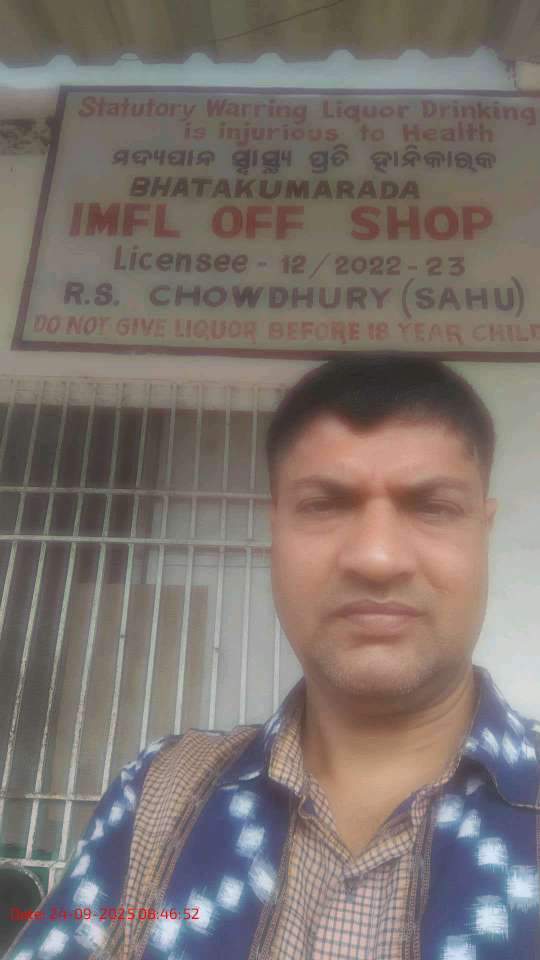 Statutory Warring Liquor Drinking
is injurious to Health
ମଦ୍ୟପାନ ସ୍ୱାସ୍ଥ୍ୟ ପ୍ରତି ହାନିକାରକ
BHATAKUMARADA
IMFL OFF SHOP
Licensee - 12/2022-23
R.S. CHOWDHURY (SAHU)
DO NOT GIVE LIQUOR BEFORE 18 YEAR CHILD
Date: 24-09-2025 08:46:52